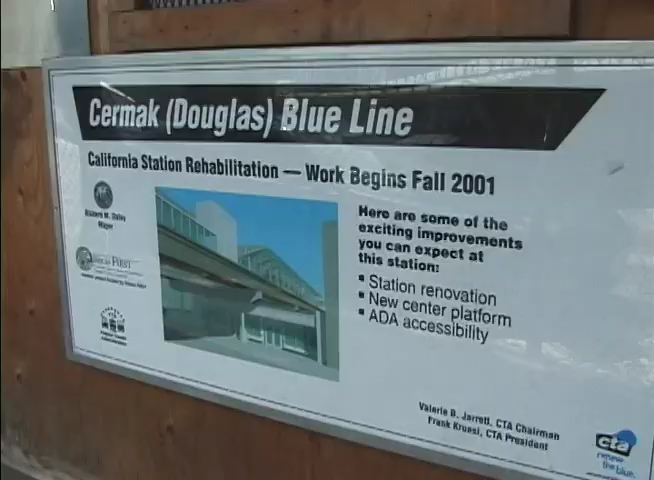 Cermak (Douglas) Blue Line
California Station Rehabilitation — Work Begins Fall 2001
Richard M. Daley
Mayor
Here are some of the
exciting improvements
you can expect at
this station:
▪ Station renovation
▪ New center platform
▪ ADA accessibility
Valerie B. Jarrett, CTA Chairman
Frank Kruesi, CTA President
cta
renew
the blue.